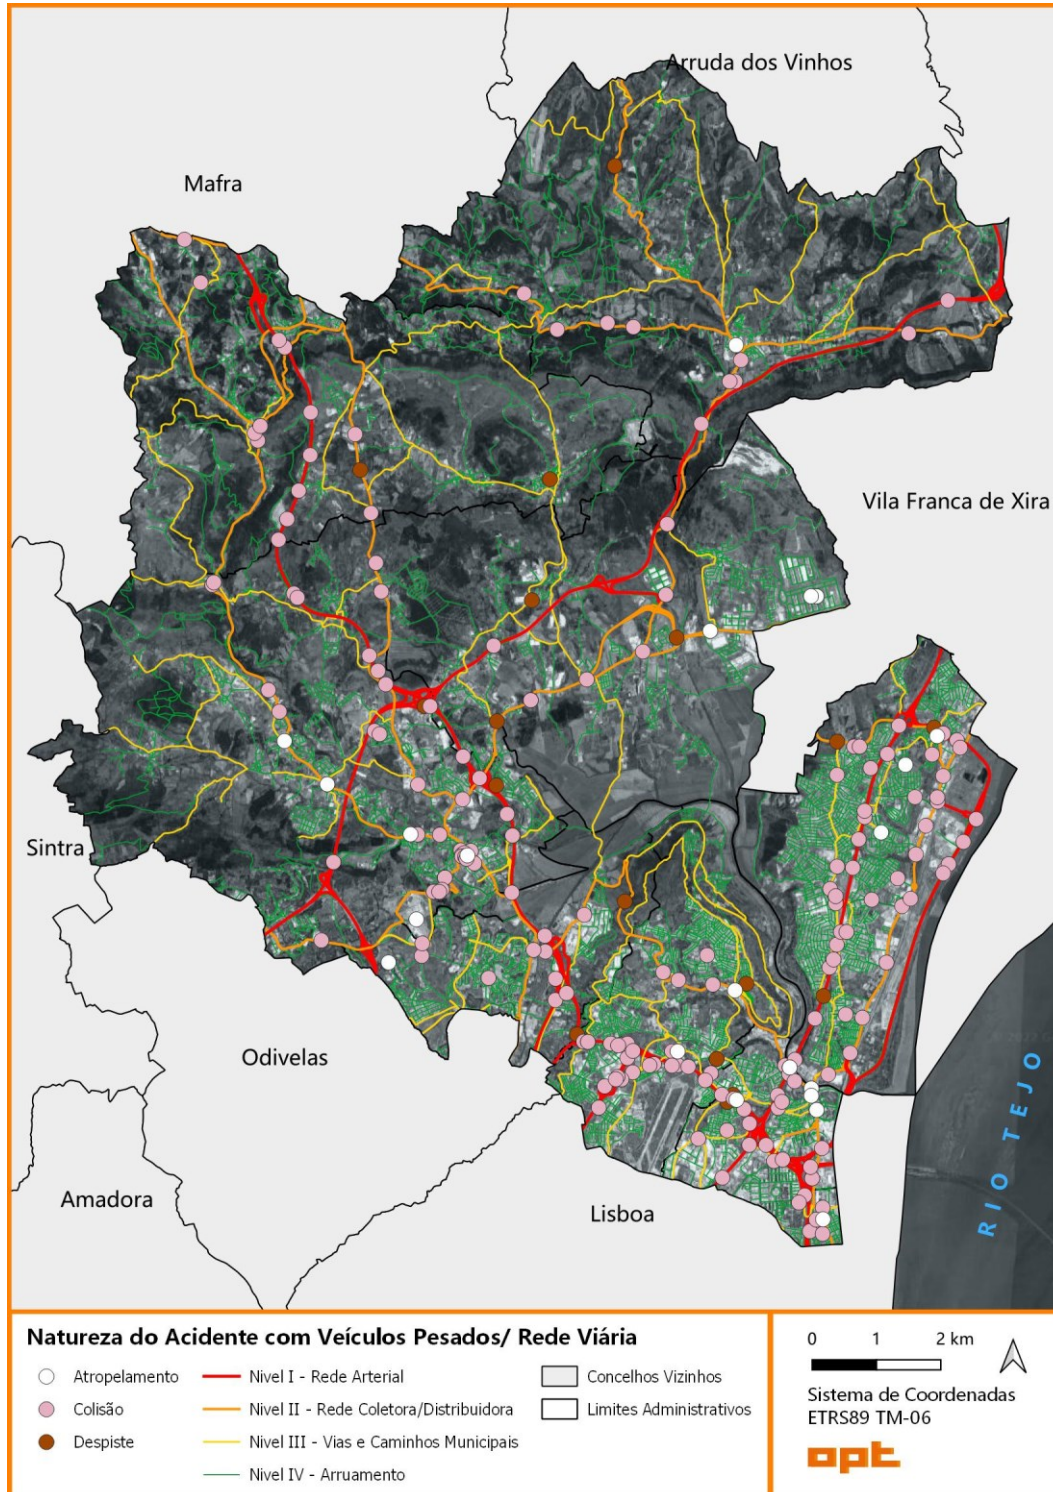 Arruda dos Vinhos
Mafra
Vila Franca de Xira
Sintra
Odivelas
Amadora
Lisboa
RIO TEJO
Natureza do Acidente com Veículos Pesados/ Rede Viária
Atropelamento
Colisão
Despiste
Nivel I - Rede Arterial
Nivel II - Rede Coletora/Distribuidora
Nivel III - Vias e Caminhos Municipais
Nivel IV - Arruamento
Concelhos Vizinhos
Limites Administrativos
0 1 2 km
Sistema de Coordenadas
ETRS89 TM-06
opt